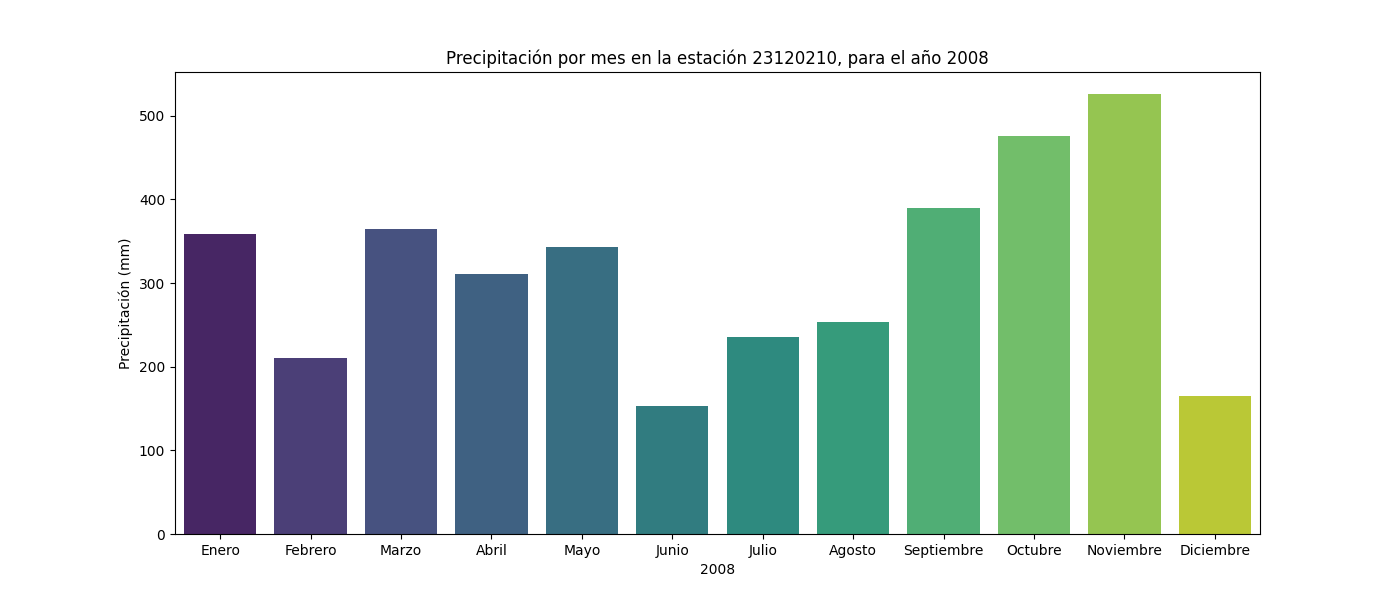 Precipitación por mes en la estación 23120210, para el año 2008
Precipitación (mm)
500
400
300
200
100
0
Enero Febrero Marzo Abril Mayo Junio Julio Agosto Septiembre Octubre Noviembre Diciembre
2008